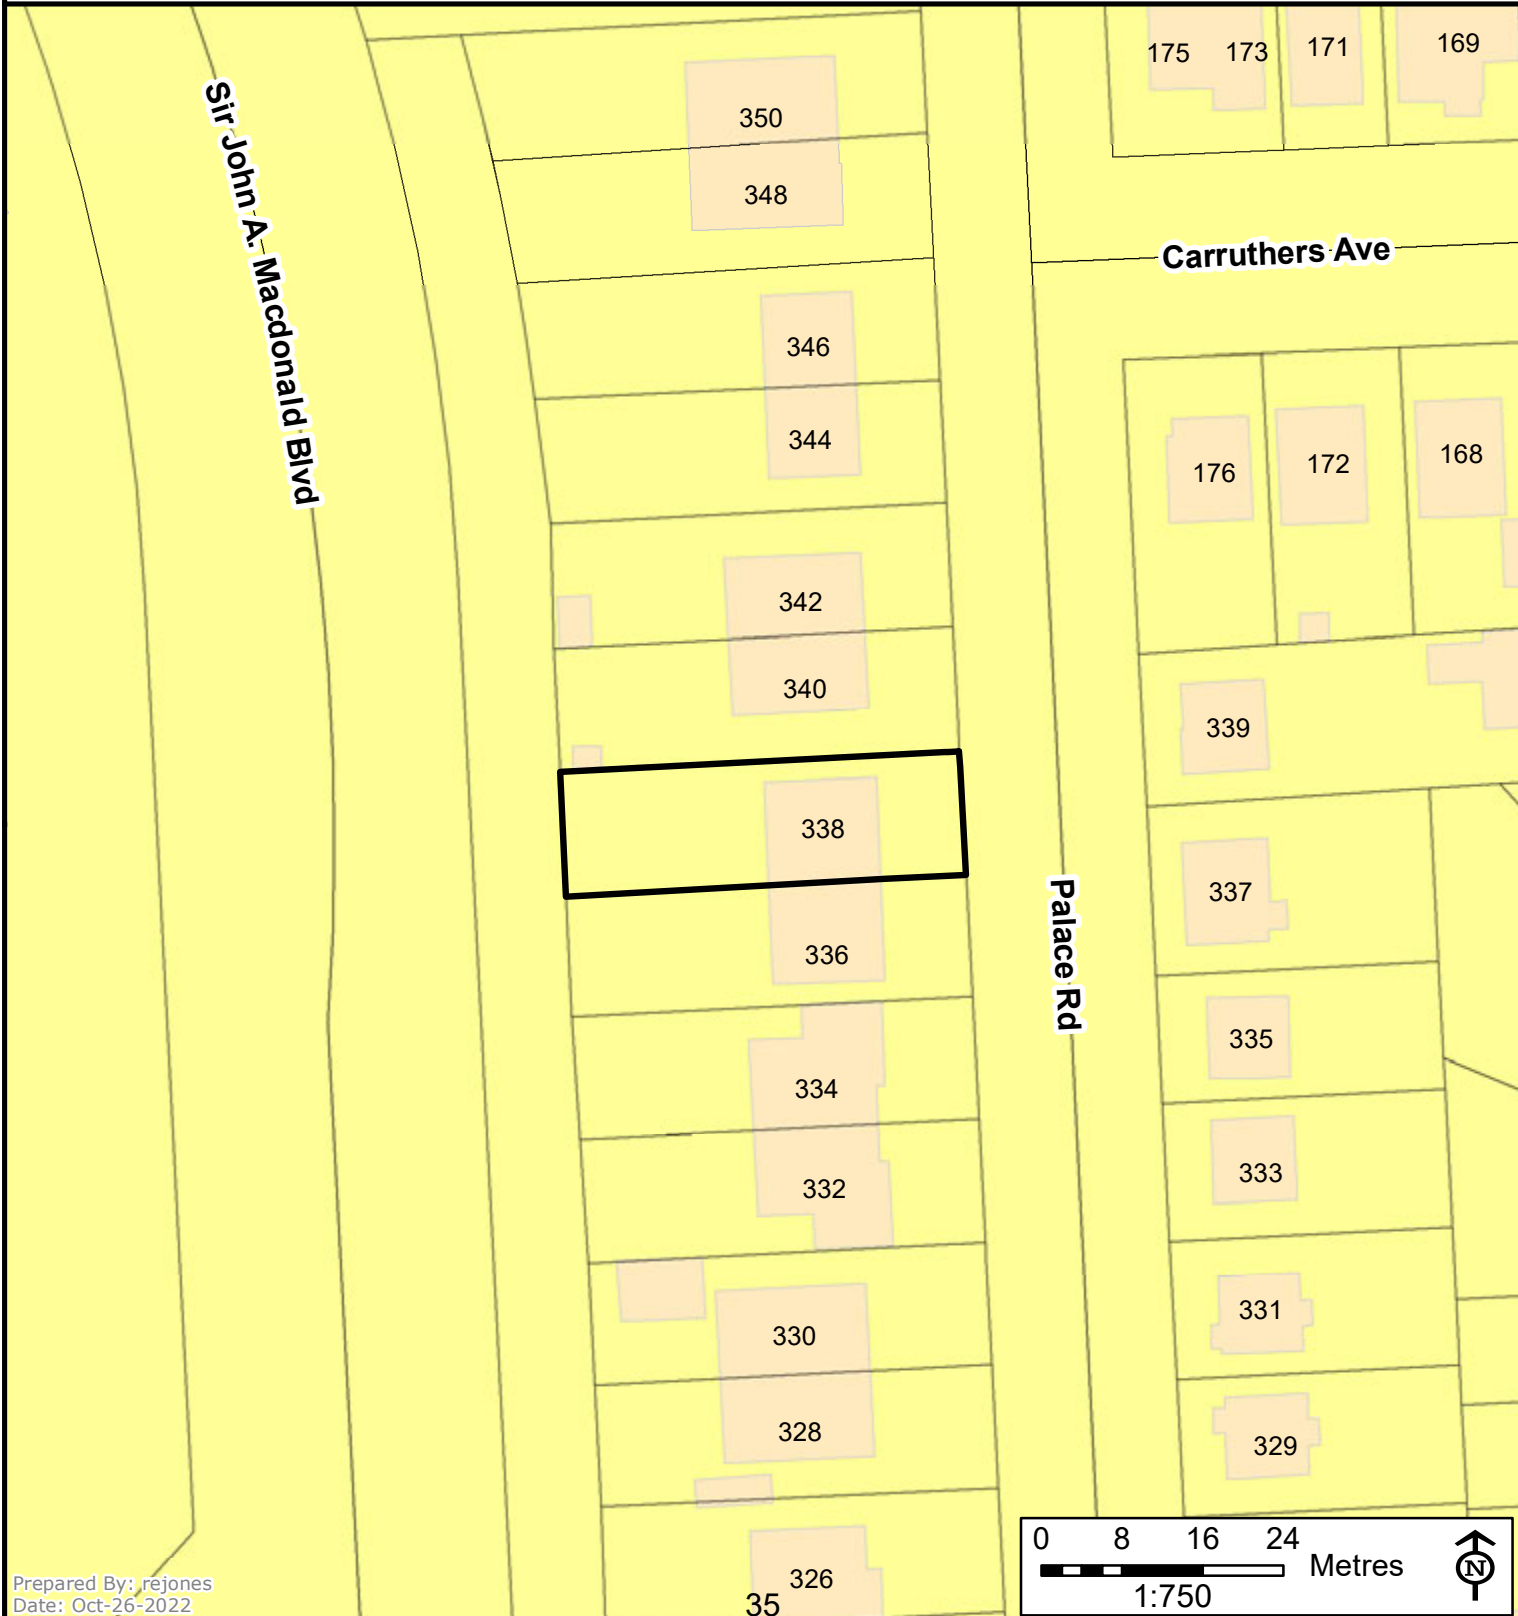 175 173 171 169
350
Sir John A. Macdonald Blvd
348
Carruthers Ave
346
344
176 172 168
342
340
339
338
337
Palace Rd
336
335
334
333
332
331
330
328
329
326
35
0 8 16 24
Metres
N
1:750
Prepared By: rejones
Date: Oct-26-2022